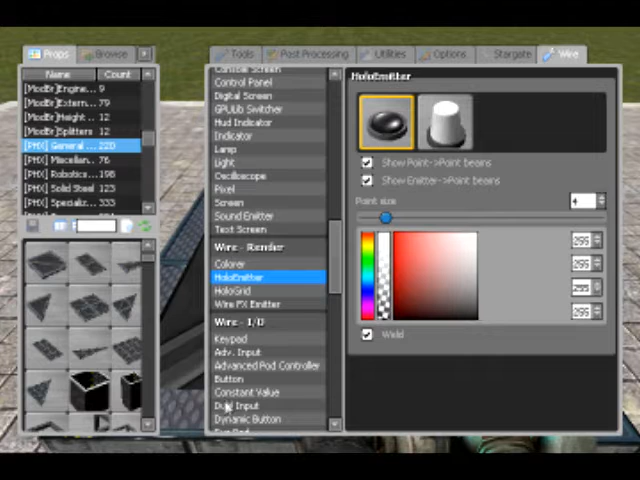 Props
Browse
Tools
Post Processing
Utilities
Options
Stargate
Wire
Name
Count
[ModBr]Engine... 9
[ModBr]Extern... 79
[ModBr]Height ... 12
[ModBr]Splitters 12
[PHX] General ... 220
[PHX] Miscellan... 76
[PHX] Robotics... 198
[PHX] Solid Steel 123
[PHX] Specializ... 333
Console Screen
Control Panel
Digital Screen
GPULib Switcher
Hud Indicator
Indicator
Lamp
Light
Oscilloscope
Pixel
Screen
Sound Emitter
Text Screen
Wire - Render
Colorer
HoloEmitter
HoloGrid
Wire FX Emitter
Wire - I/O
Keypad
Adv. Input
Advanced Pod Controller
Button
Constant Value
Dual Input
Dynamic Button
HoloEmitter
Show Point->Point beams
Show Emitter->Point beams
Point size
4
255
255
255
255
Weld